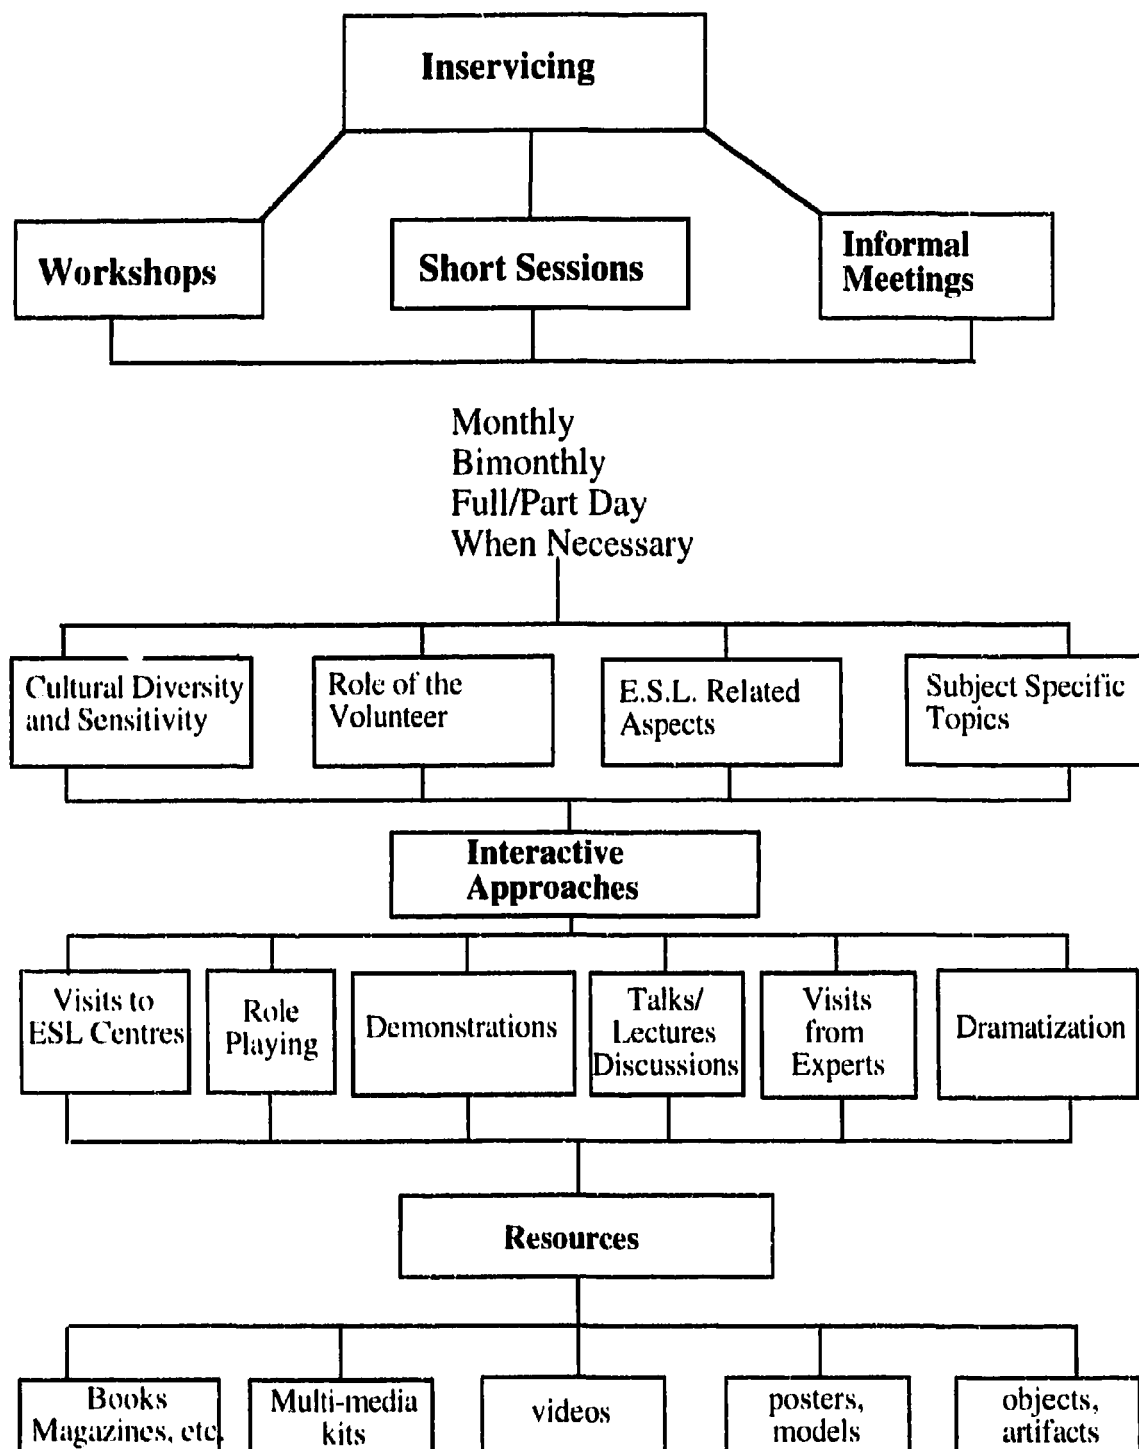 Inservicing
Workshops
Short Sessions
Informal
Meetings
Monthly
Bimonthly
Full/Part Day
When Necessary
Cultural Diversity
and Sensitivity
Role of the
Volunteer
E.S.L. Related
Aspects
Subject Specific
Topics
Interactive
Approaches
Visits to
ESL Centres
Role
Playing
Demonstrations
Talks/
Lectures
Discussions
Visits
from
Experts
Dramatization
Resources
Books
Magazines, etc.
Multi-media
kits
videos
posters,
models
objects,
artifacts